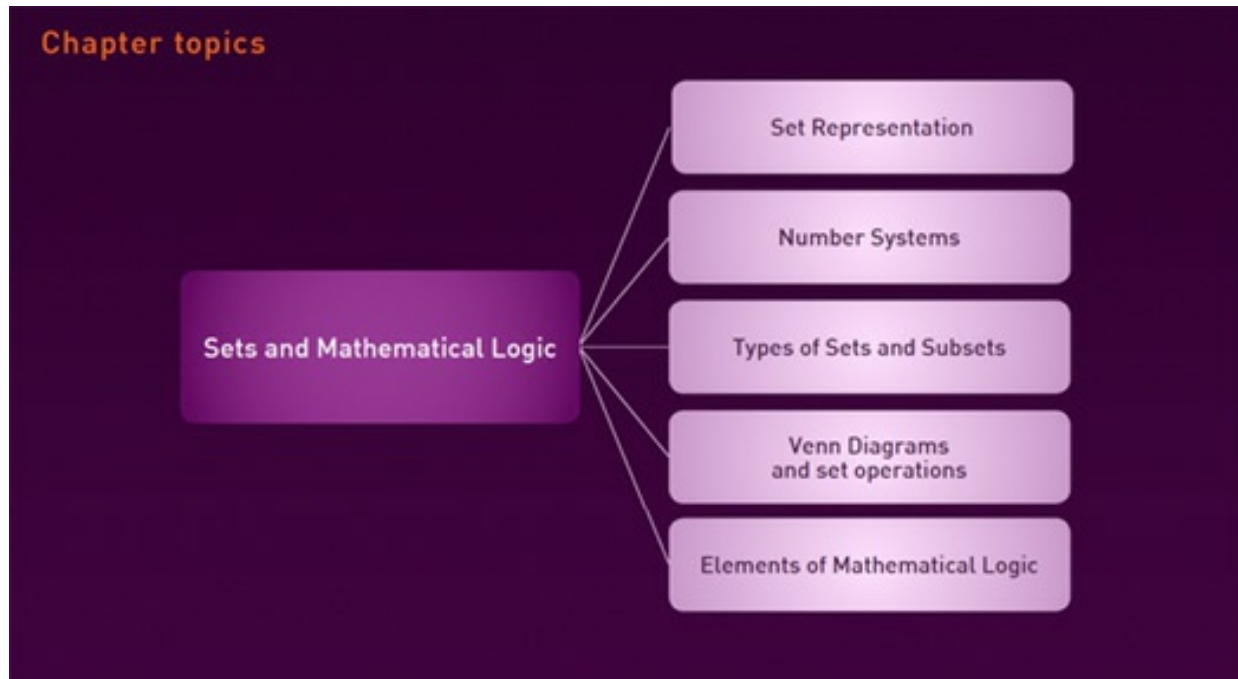 Chapter topics
Sets and Mathematical Logic
Set Representation
Number Systems
Types of Sets and Subsets
Venn Diagrams
and set operations
Elements of Mathematical Logic